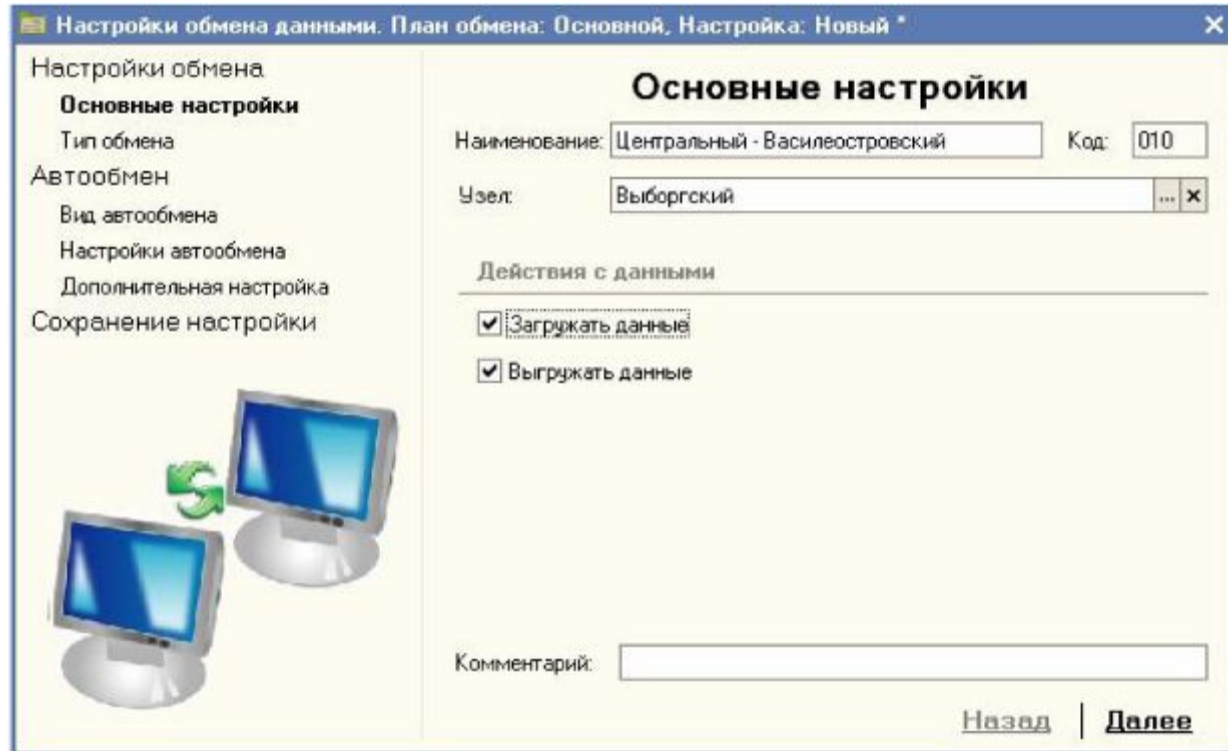 Настройки обмена данными. План обмена: Основной, Настройка: Новый *
Настройки обмена
Основные настройки
Тип обмена
Автообмен
Вид автообмена
Настройки автообмена
Дополнительная настройка
Сохранение настройки
Основные настройки
Наименование: Центральный - Василеостровский Код: 010
Узел: Выборгский ...
Действия с данными
Загружать данные
Выгружать данные
Комментарий:
Назад | Далее